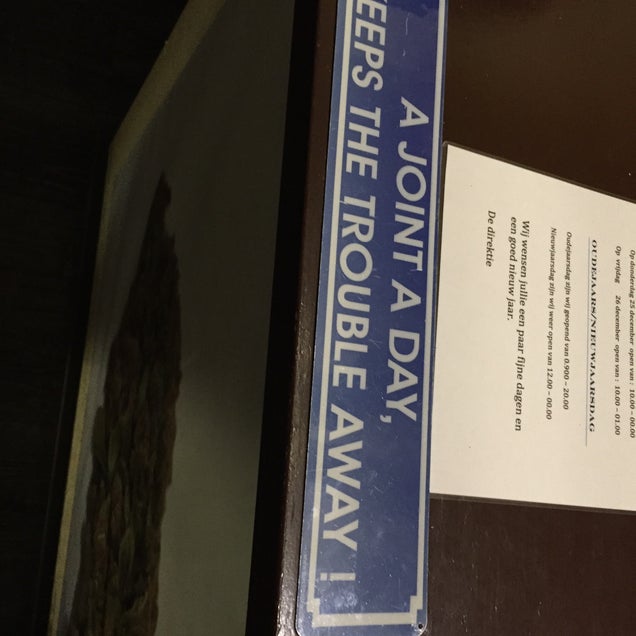 Op donderdag 25 december open van : 10.00 – 00.00
Op vrijdag 26 december open van : 10.00 – 01.00
OUDEJAARS/NIEUWJAARSDAG
Oudejaarsdag zijn wij geopend van 0.900 – 20.00
Nieuwjaarsdag zijn wij weer open van 12.00 – 00.00
Wij wensen jullie een paar fijne dagen en
een goed nieuw jaar.
De direktie
A JOINT A DAY,
EEPS THE TROUBLE AWAY !